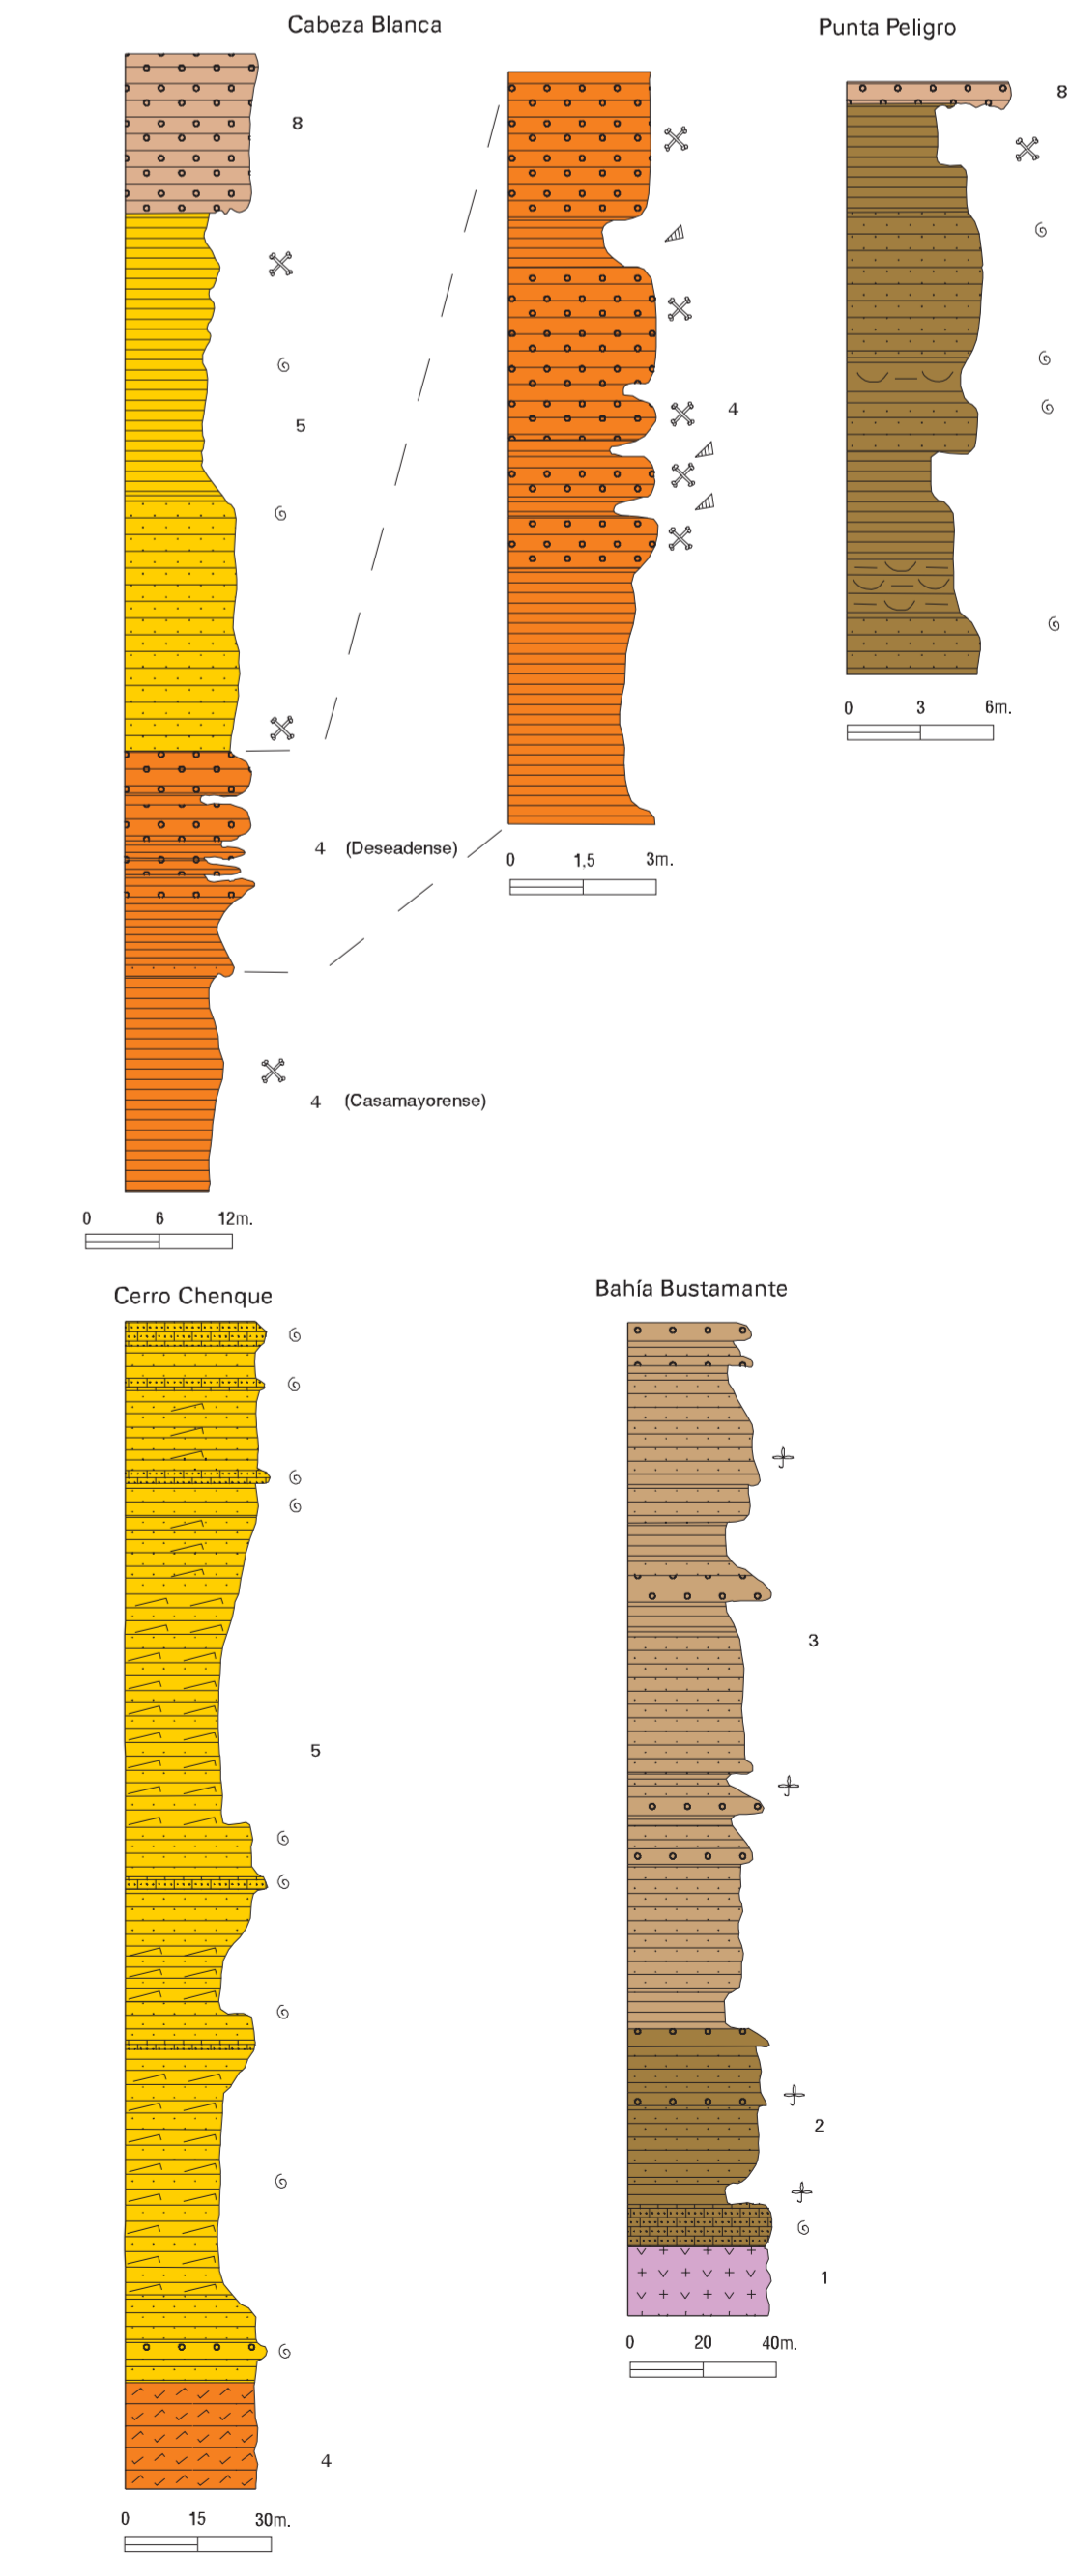 Cabeza Blanca
Punta Peligro
8
5
4 (Deseadense)
4 (Casamayorense)
0 6 12m.
4
0 1,5 3m.
8
0 3 6m.
Cerro Chenque
5
4
0 15 30m.
Bahía Bustamante
3
2
1
0 20 40m.